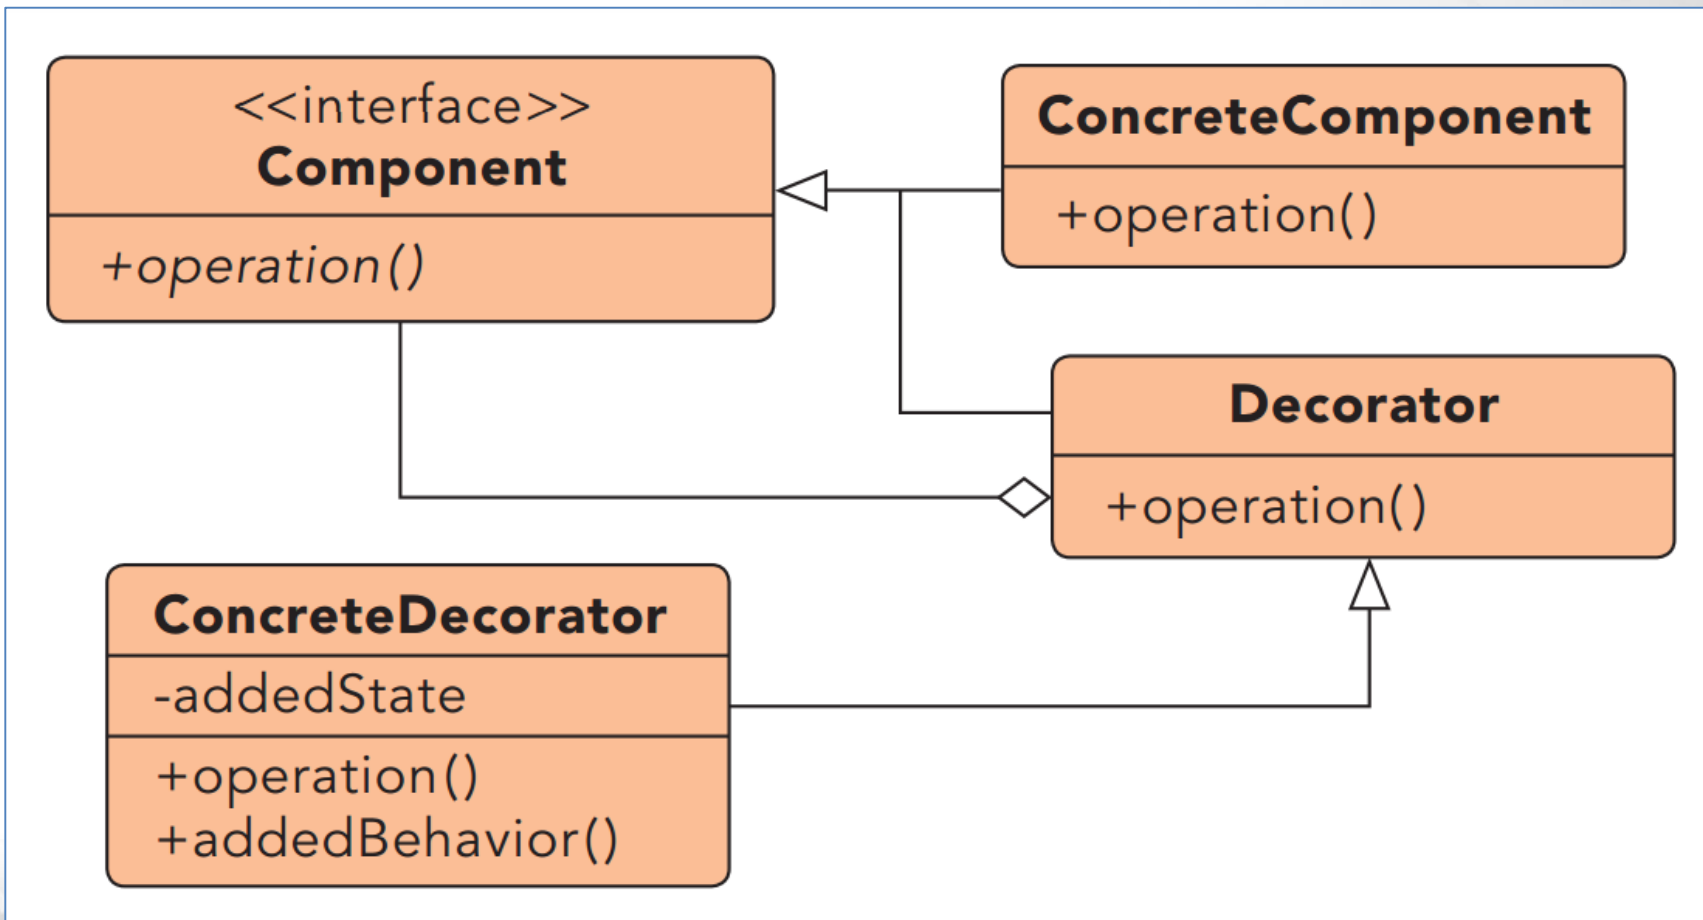 <<interface>>
Component
+operation()
ConcreteComponent
+operation()
Decorator
+operation()
ConcreteDecorator
-addedState
+operation()
+addedBehavior()